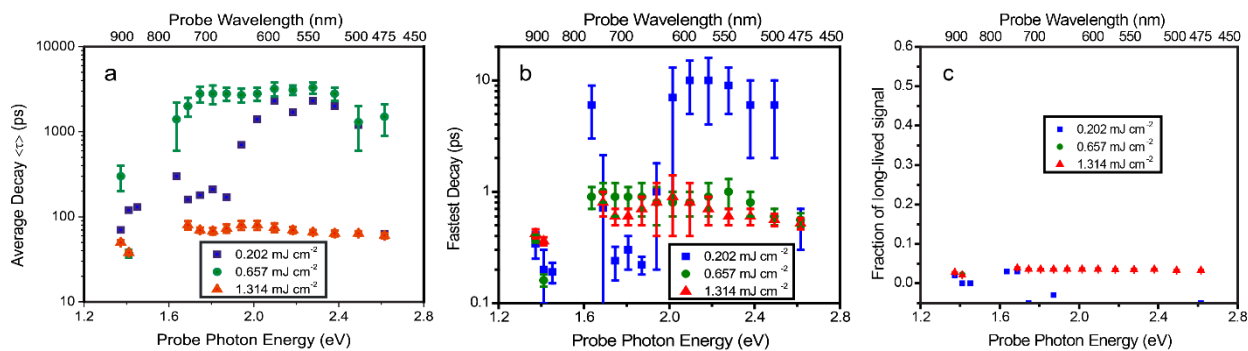 Probe Wavelength (nm)
900 800 700 600 550 500 475 450
10000
1000
100
10
Average Decay <τ> (ps)
a
0.202 mJ cm⁻²
0.657 mJ cm⁻²
1.314 mJ cm⁻²
1.2 1.6 2.0 2.4 2.8
Probe Photon Energy (eV)
Probe Wavelength (nm)
900 800 700 600 550 500 475 450
10
1
0.1
Fastest Decay (ps)
b
0.202 mJ cm⁻²
0.657 mJ cm⁻²
1.314 mJ cm⁻²
1.2 1.6 2.0 2.4 2.8
Probe Photon Energy (eV)
Probe Wavelength (nm)
900 800 700 600 550 500 475 450
0.6
0.5
0.4
0.3
0.2
0.1
0.0
Fraction of long-lived signal
c
0.202 mJ cm⁻²
0.657 mJ cm⁻²
1.314 mJ cm⁻²
1.2 1.6 2.0 2.4 2.8
Probe Photon Energy (eV)